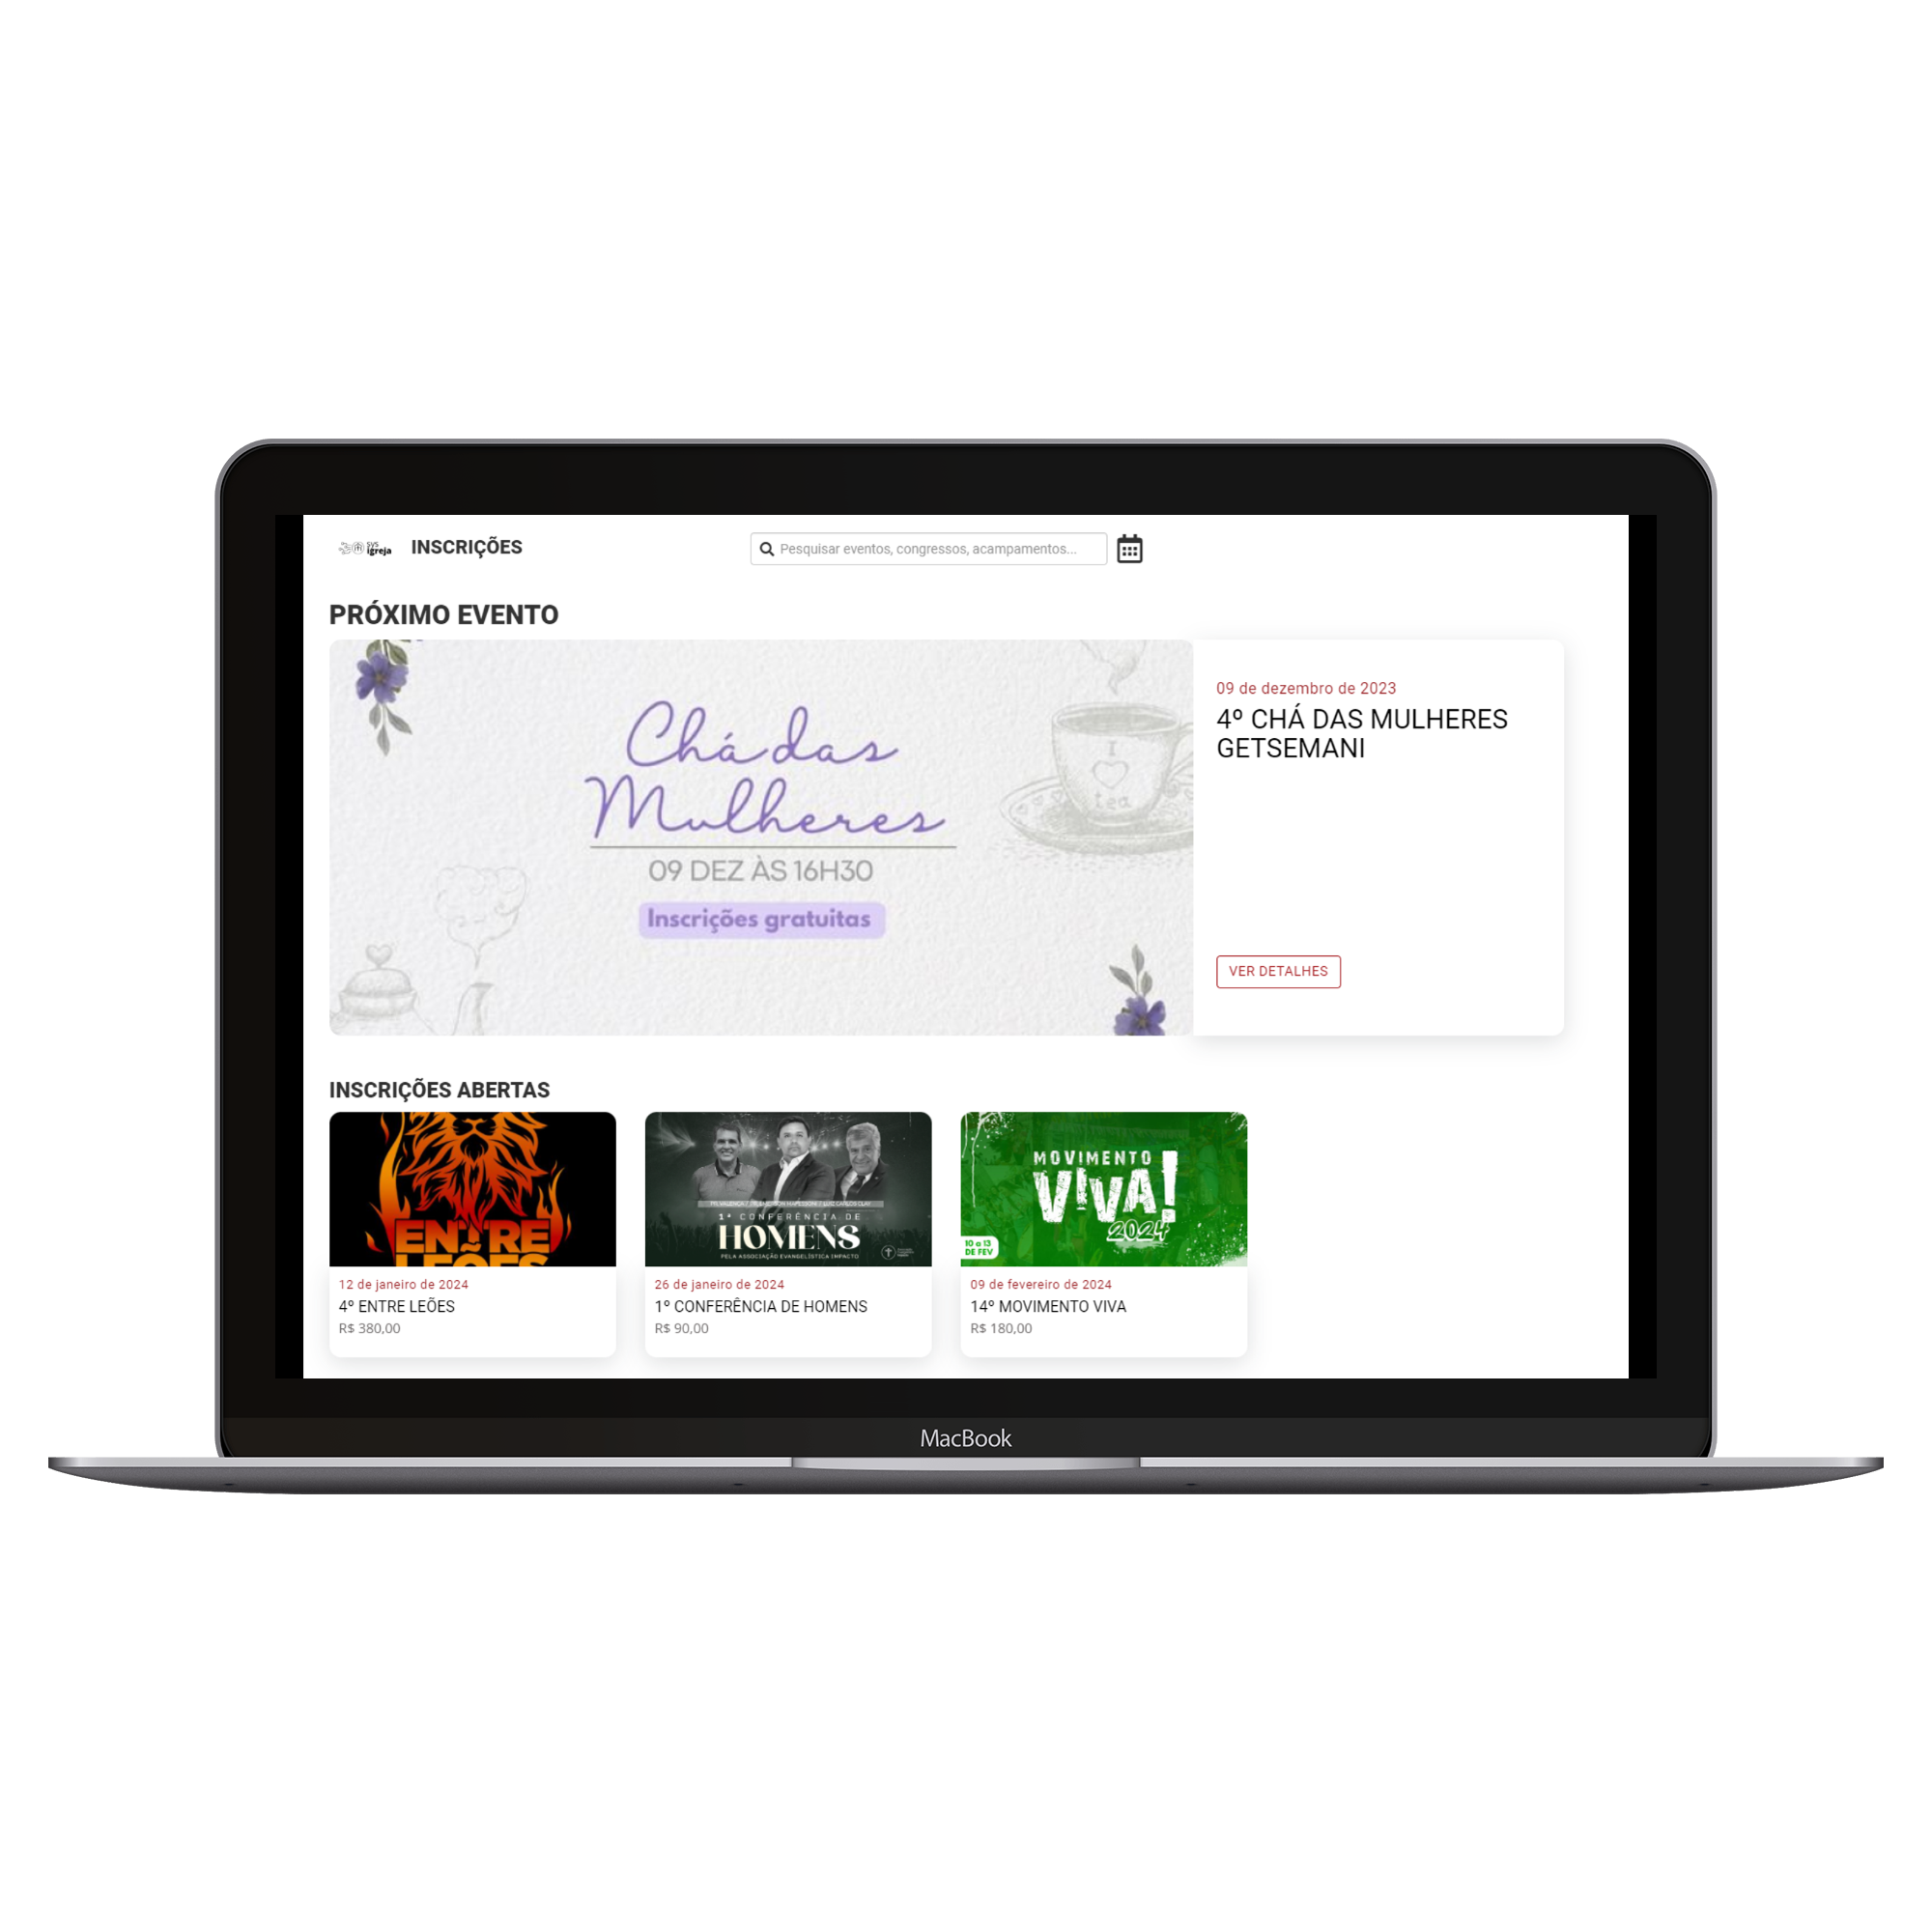 sys
igreja
INSCRIÇÕES
Pesquisar eventos, congressos, acampamentos...
PRÓXIMO EVENTO
Chá das
Mulheres
09 DEZ ÀS 16H30
Inscrições gratuitas
I
tea
09 de dezembro de 2023
4º CHÁ DAS MULHERES
GETSEMANI
VER DETALHES
INSCRIÇÕES ABERTAS
ENTRE
LEÕES
12 de janeiro de 2024
4º ENTRE LEÕES
R$ 380,00
1ª CONFERÊNCIA DE
HOMENS
PELA ASSOCIAÇÃO EVANGELÍSTICA IMPACTO
26 de janeiro de 2024
1º CONFERÊNCIA DE HOMENS
R$ 90,00
MOVIMENTO
VIVA!
2024
10 a 13
DE FEV
09 de fevereiro de 2024
14º MOVIMENTO VIVA
R$ 180,00
MacBook